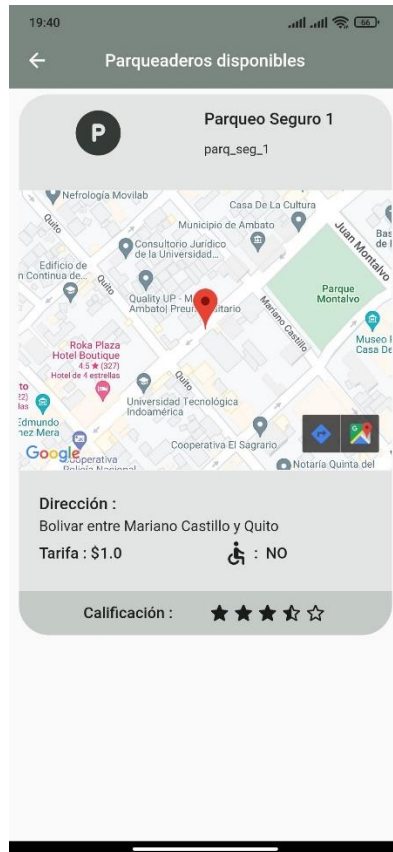 19:40
66
Parqueaderos disponibles
P
Parqueo Seguro 1
parq_seg_1
Nefrología Movilab
Casa De La Cultura
Quito
Municipio de Ambato
Juan Montalvo
Consultorio Jurídico
de la Universidad...
Edificio de
n Continua de...
Quito
Parque
Montalvo
Quality UP - M
Ambato| Preu itario
Mariano Castillo
Museo
Casa De
Roka Plaza
Hotel Boutique
4.5★(327)
Hotel de 4 estrellas
Quito
Universidad Tecnológica
Indoamérica
Edmundo
nez Mera
Google
Cooperativa El Sagrario
Notaría Quinta del
Dirección :
Bolivar entre Mariano Castillo y Quito
Tarifa : $1.0
: NO
Calificación :